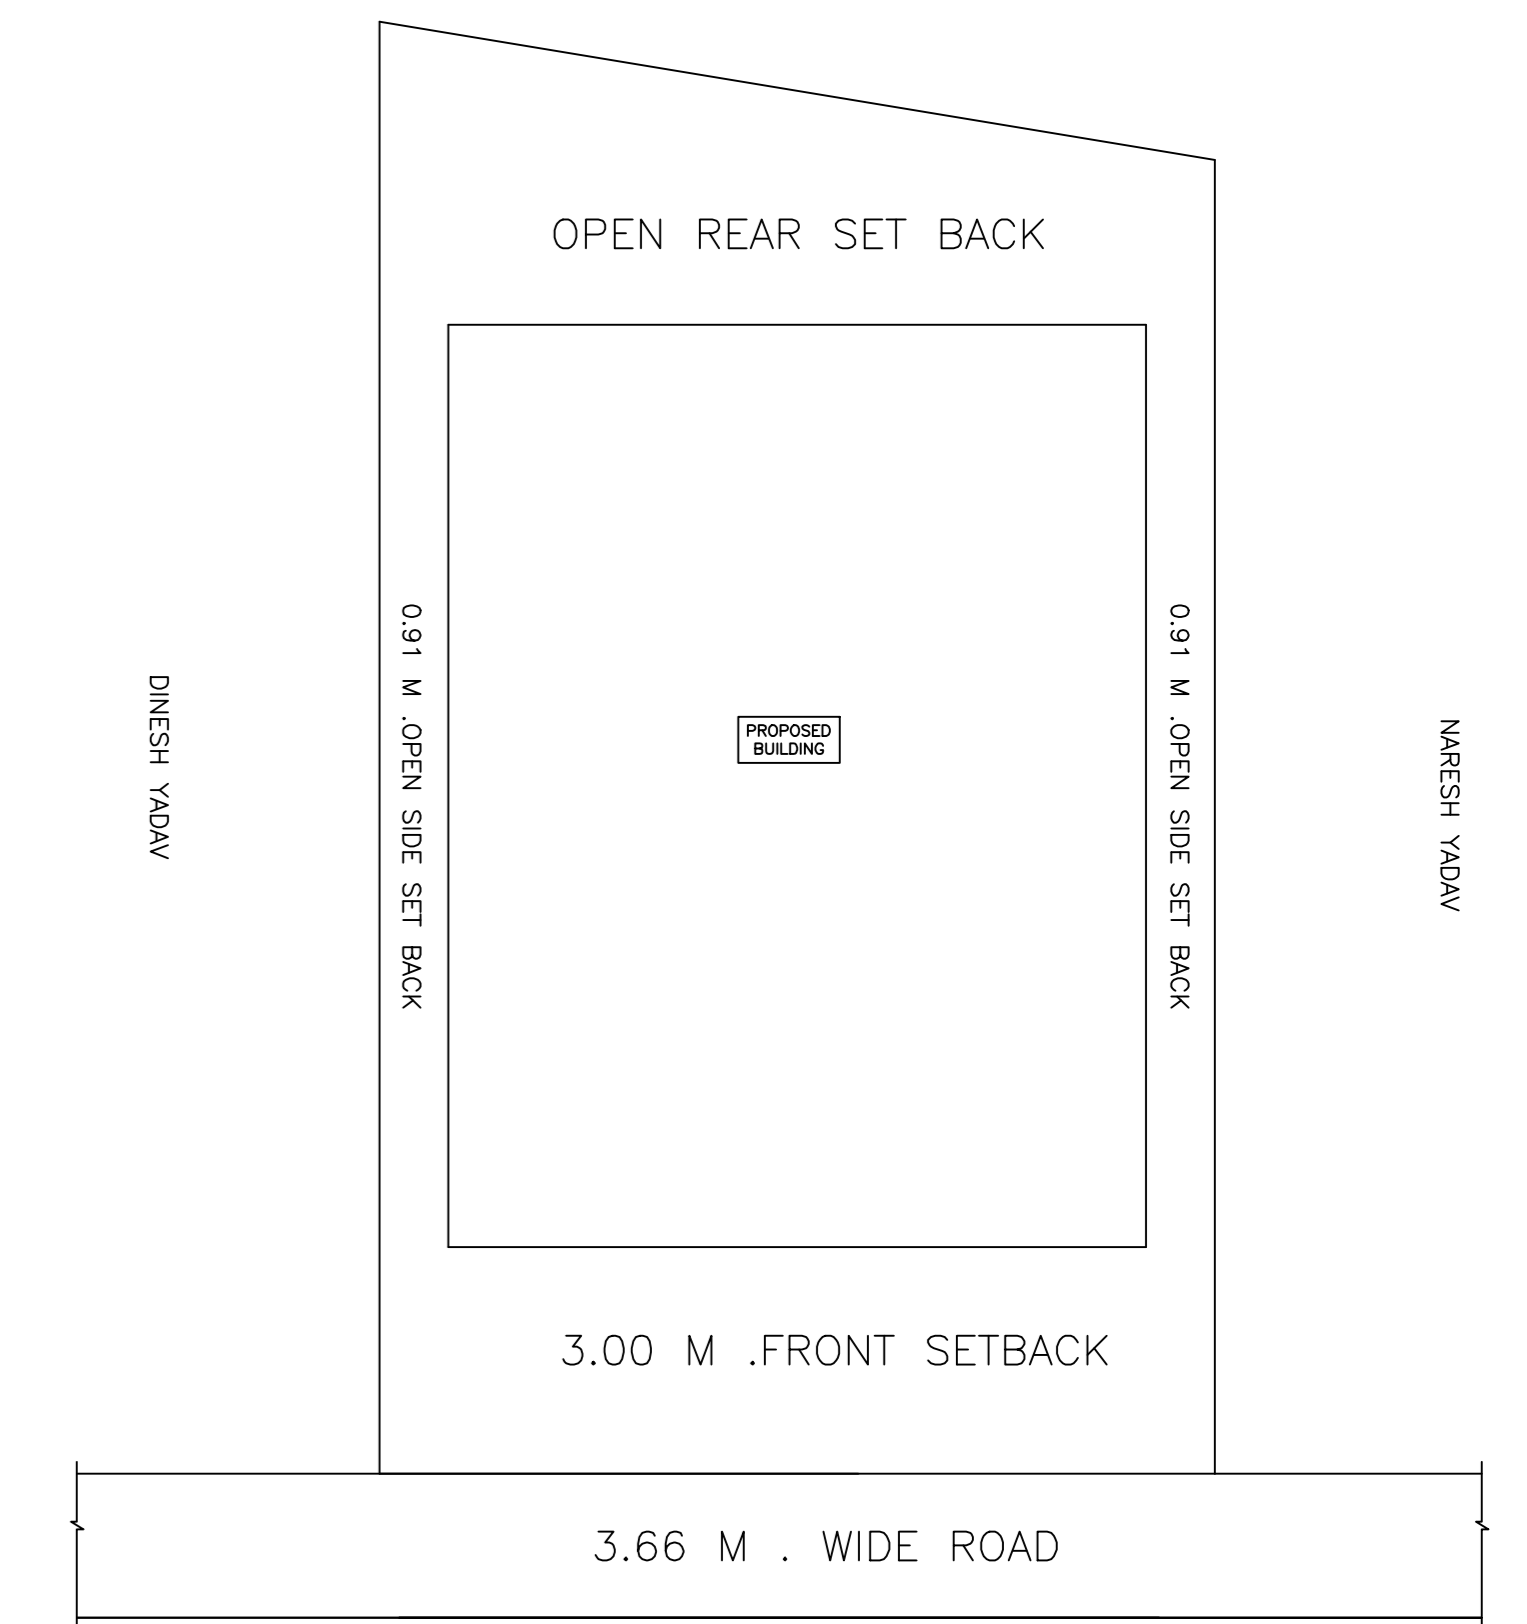 OPEN REAR SET BACK
DINESH YADAV
0.91 M .OPEN SIDE SET BACK
PROPOSED
BUILDING
0.91 M .OPEN SIDE SET BACK
NARESH YADAV
3.00 M .FRONT SETBACK
3.66 M . WIDE ROAD